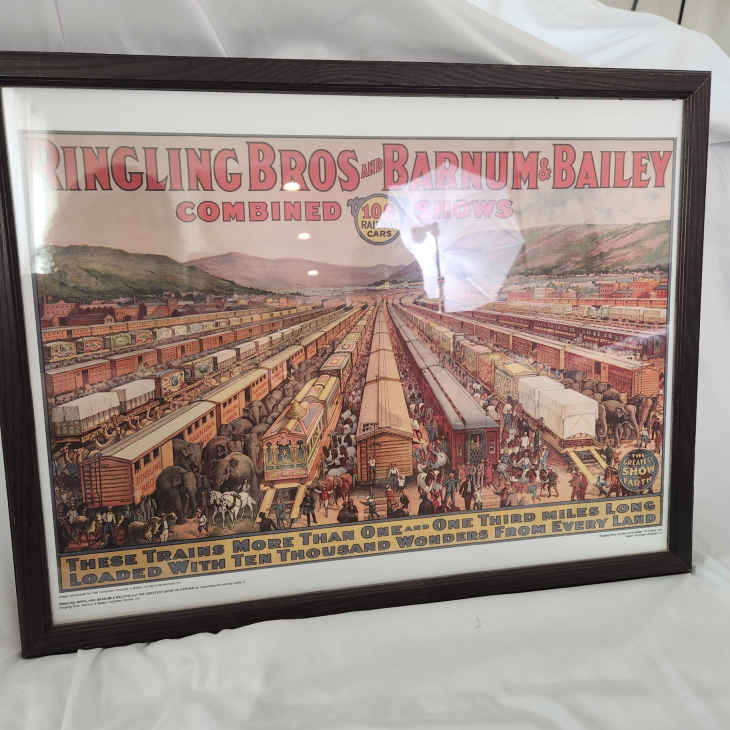 RINGLING BROS AND BARNUM & BAILEY
COMBINED 100 RAILWAY CARS SHOWS
THE
GREATEST
SHOW
ON
EARTH
THESE TRAINS MORE THAN ONE AND ONE THIRD MILES LONG
LOADED WITH TEN THOUSAND WONDERS FROM EVERY LAND